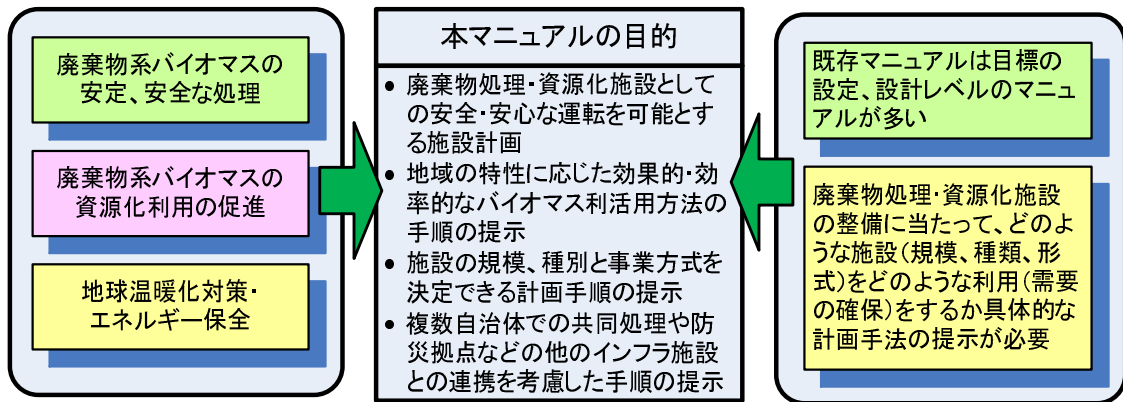 廃棄物系バイオマスの
安定、安全な処理
廃棄物系バイオマスの
資源化利用の促進
地球温暖化対策・
エネルギー保全
本マニュアルの目的
• 廃棄物処理・資源化施設とし​て
の安全・安心な運転を可能とす
る施設計画
• 地域の特性に応じた効果的・効
率的なバイオマス利活用方法の
手順の提示
• 施設の規模、種別と事業方式を
決定できる計画手順の提示
• 複数自治体での共同処理や防
災拠点などの他のインフラ施設
との連携を考慮した手順の提示
既存マニュアルは目標の
設定、設計レベルのマニュ
アルが多い
廃棄物処理・資源化施設
の整備に当たって、どのよ
うな施設(規模、種類、形
式)をどのような利用(需要
の確保)をするか具体的な
計画手法の提示が必要